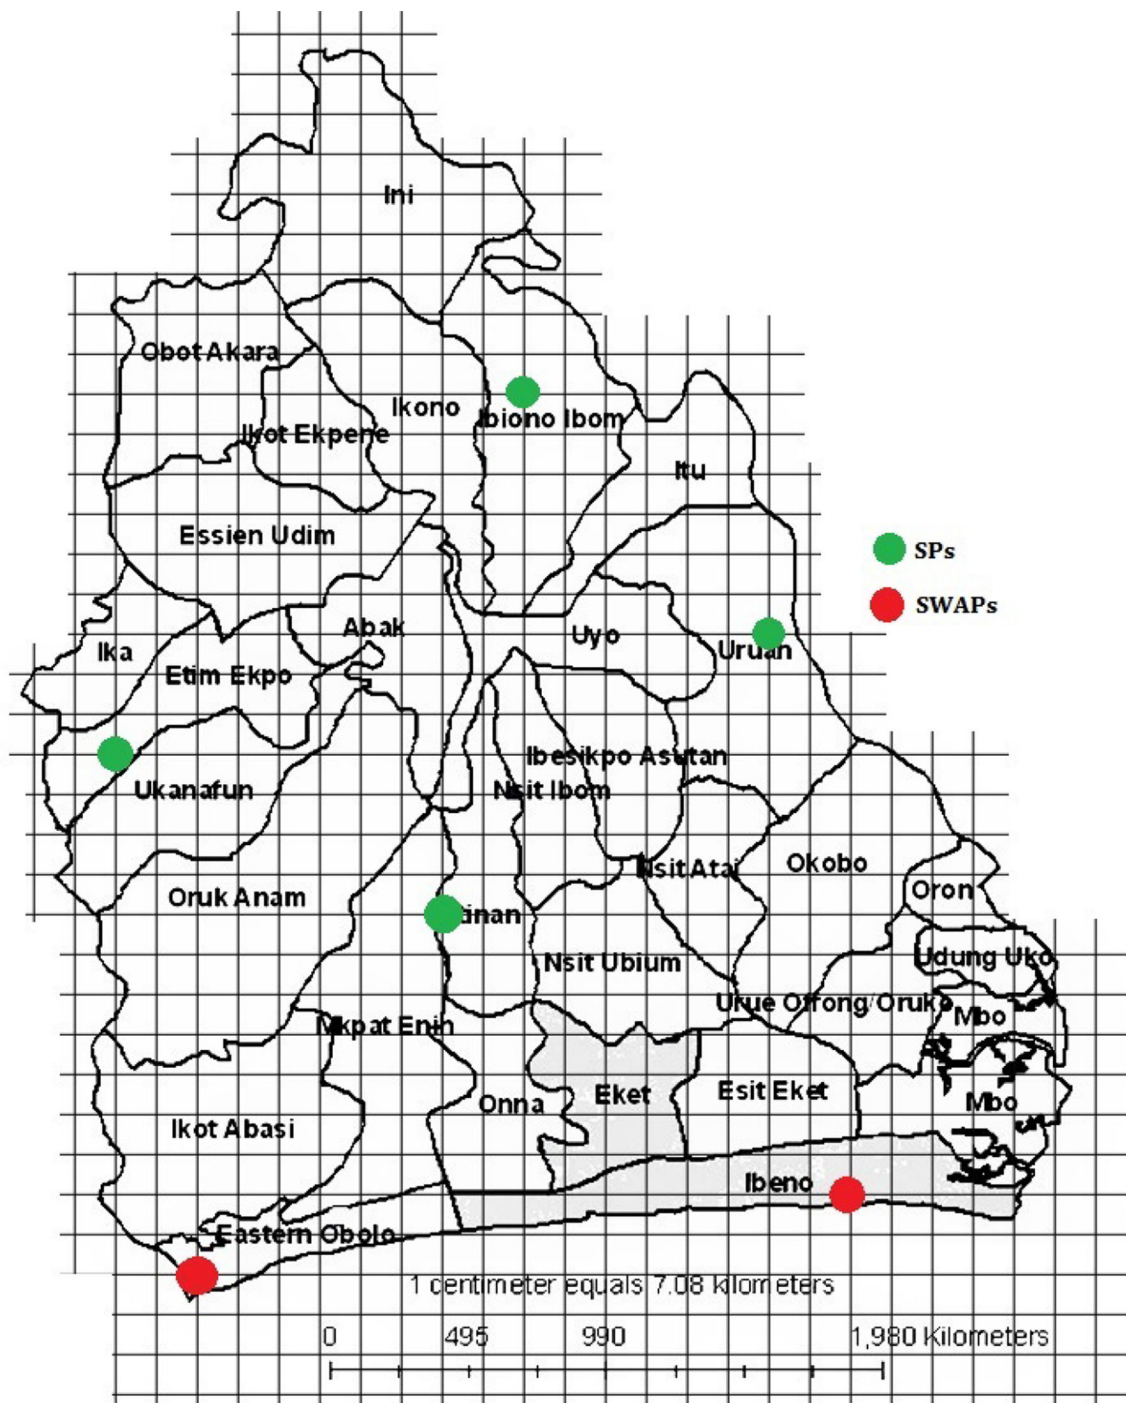 Ini
Obot Akara
Ikono
Ibiono Ibom
Ikot Ekpene
Itu
Essien Udim
SPs
SWAPs
Abak
Uyo
Ika
Uruan
Etim Ekpo
Ibesikpo Asutan
Ukanafun
Nsit Ibom
Okobo
Nsit Atai
Oron
Oruk Anam
tinan
Udung Uko
Nsit Ubium
Urue Offong/Oruko
Mbo
Mkpat Enin
Eket
Esit Eket
Onna
Mbo
Ikot Abasi
Ibeno
Eastern Obolo
1 centimeter equals 7.08 kilometers
0 495 990 1,980 Kilometers